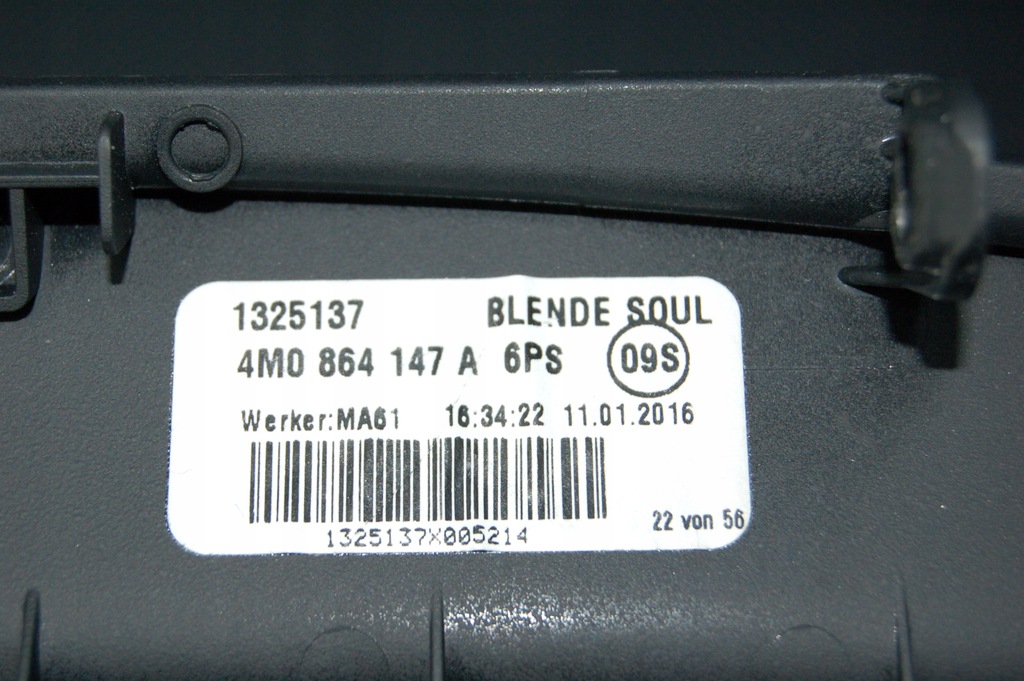 1325137 BLENDE SOUL
4M0 864 147 A 6PS 09S
Werker:MA61 16:34:22 11.01.2016
1325137X005214
22 von 56